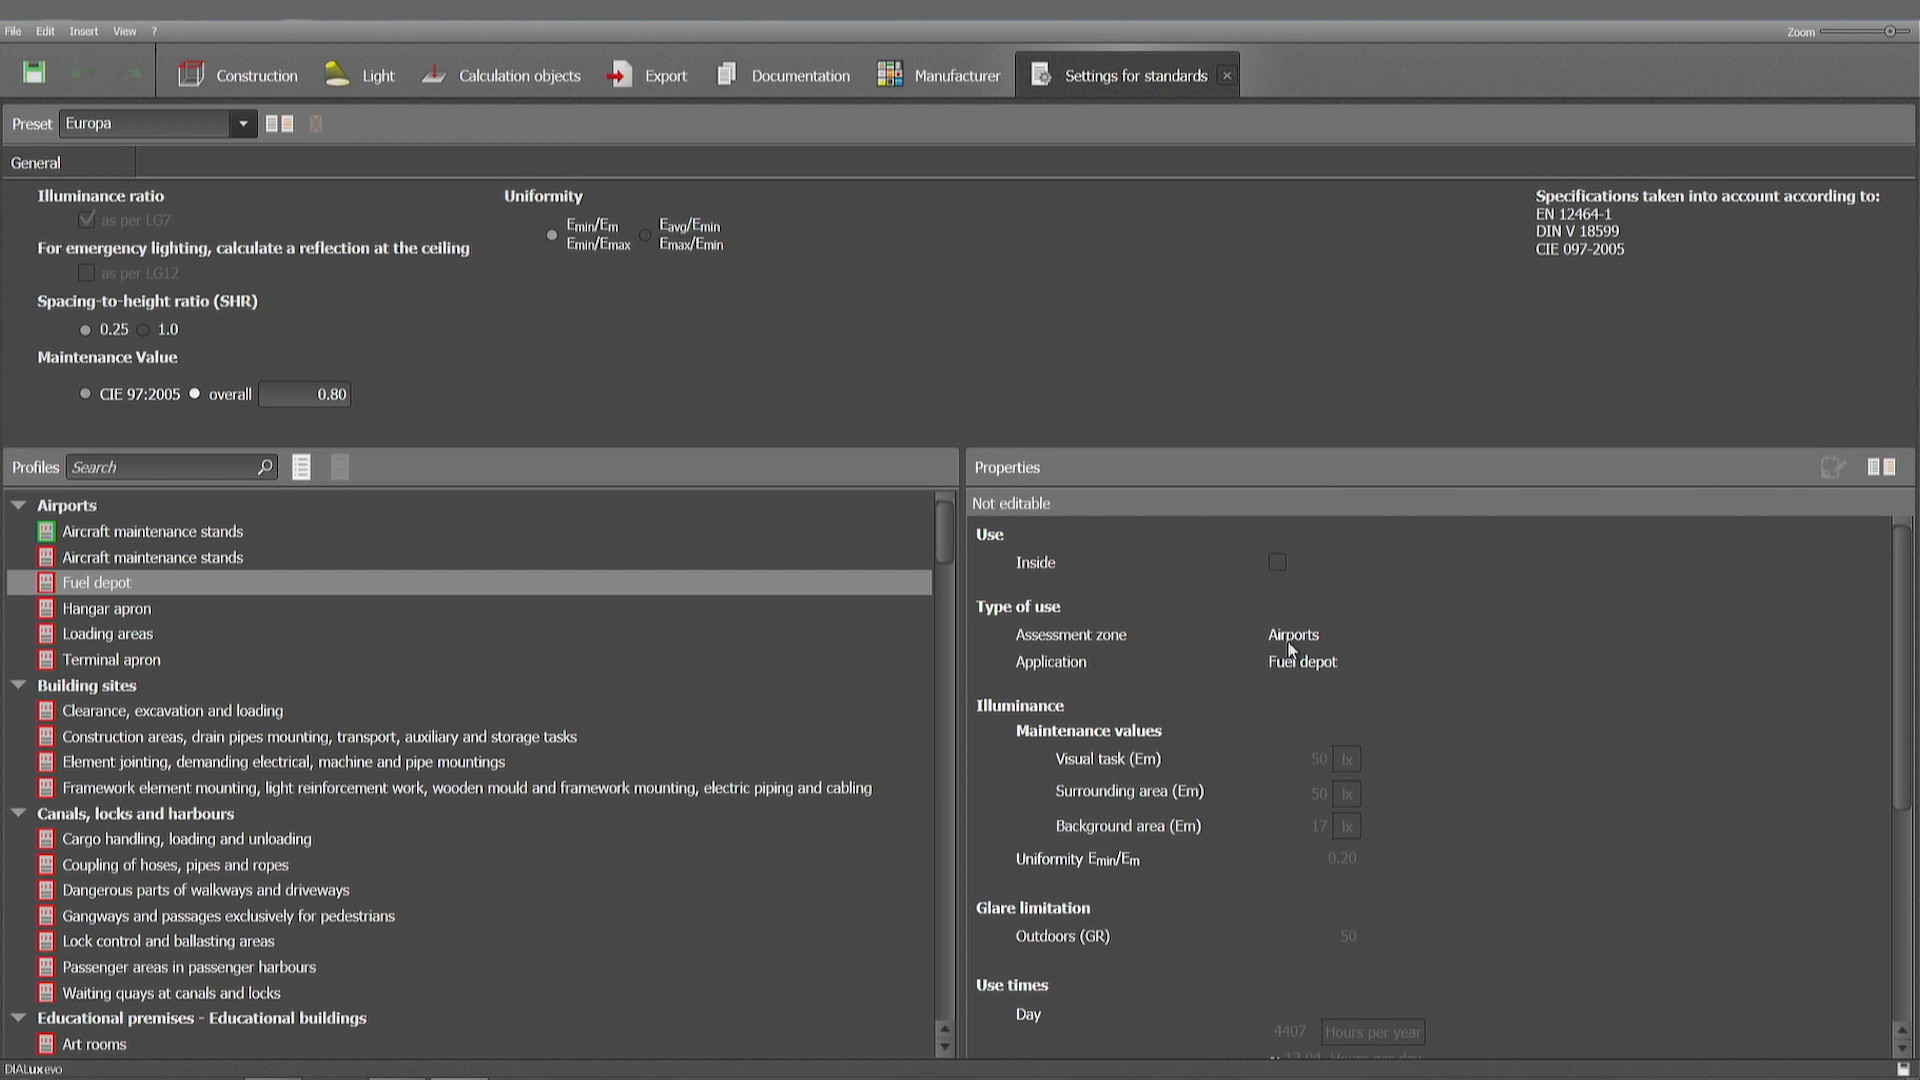 File Edit Insert View ?
Zoom
Construction Light Calculation objects Export Documentation Manufacturer Settings for standards
Preset Europa
General
Illuminance ratio
as per LG7
For emergency lighting, calculate a reflection at the ceiling
as per LG12
Spacing-to-height ratio (SHR)
0.25 1.0
Maintenance Value
CIE 97:2005 overall 0.80
Uniformity
Emin/Em Eavg/Emin
Emin/Emax Emax/Emin
Specifications taken into account according to:
EN 12464-1
DIN V 18599
CIE 097-2005
Profiles Search
Airports
Aircraft maintenance stands
Aircraft maintenance stands
Fuel depot
Hangar apron
Loading areas
Terminal apron
Building sites
Clearance, excavation and loading
Construction areas, drain pipes mounting, transport, auxiliary and storage tasks
Element jointing, demanding electrical, machine and pipe mountings
Framework element mounting, light reinforcement work, wooden mould and framework mounting, electric piping and cabling
Canals, locks and harbours
Cargo handling, loading and unloading
Coupling of hoses, pipes and ropes
Dangerous parts of walkways and driveways
Gangways and passages exclusively for pedestrians
Lock control and ballasting areas
Passenger areas in passenger harbours
Waiting quays at canals and locks
Educational premises - Educational buildings
Art rooms
Properties
Not editable
Use
Inside
Type of use
Assessment zone Airports
Application Fuel depot
Illuminance
Maintenance values
Visual task (Em) 50 lx
Surrounding area (Em) 50 lx
Background area (Em) 17 lx
Uniformity Emin/Em 0.20
Glare limitation
Outdoors (GR) 50
Use times
Day
4407 Hours per year
DIALux evo